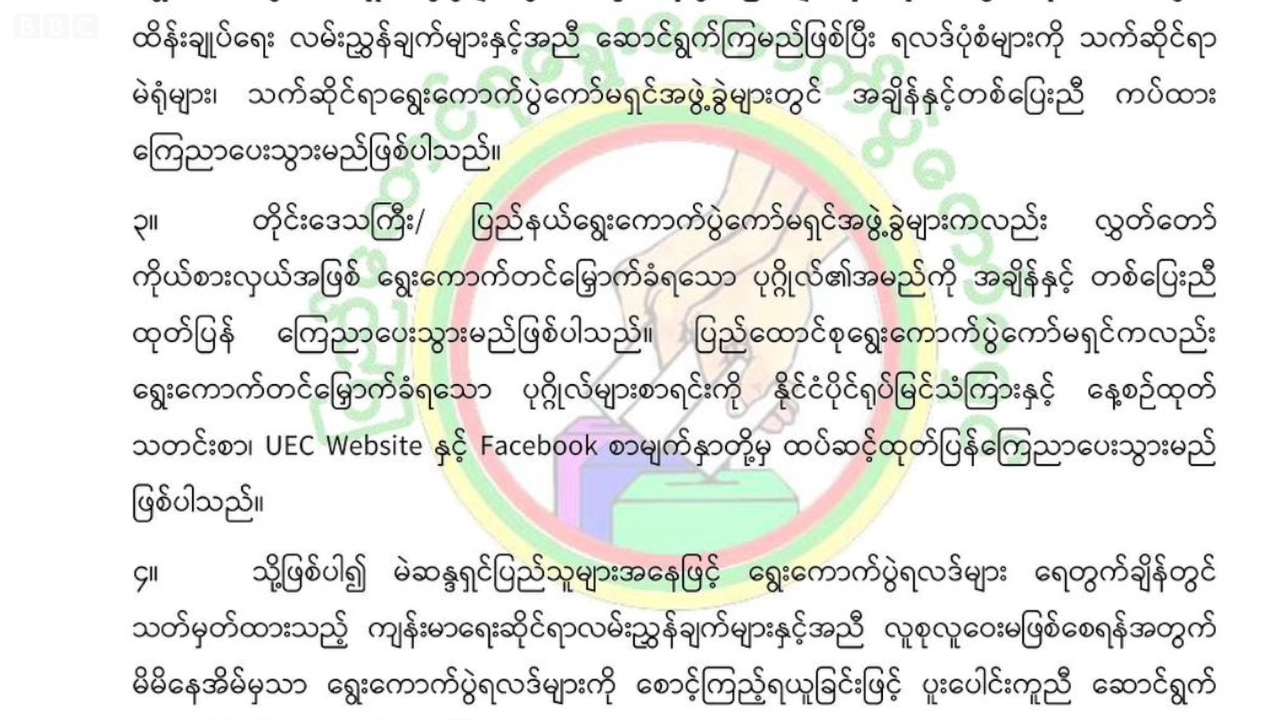 BBC
ထိန်းချုပ်ရေး လမ်းညွှန်ချက်များနှင့်အညီ ဆောင်ရွက်ကြမည်ဖြစ်ပြီး ရလဒ်ပုံစံများကို သက်ဆိုင်ရာ
မဲရုံများ၊ သက်ဆိုင်ရာရွေးကောက်ပွဲကော်မရှင်အဖွဲ့ခွဲများတွင် အချိန်နှင့်တစ်ပြေးညီ ကပ်ထား
ကြေညာပေးသွားမည်ဖြစ်ပါသည်။
၃။ တိုင်းဒေသကြီး/ ပြည်နယ်ရွေးကောက်ပွဲကော်မရှင်အဖွဲ့ခွဲများကလည်း လွှတ်တော်
ကိုယ်စားလှယ်အဖြစ် ရွေးကောက်တင်မြှောက်ခံရသော ပုဂ္ဂိုလ်၏အမည်ကို အချိန်နှင့် တစ်ပြေးညီ
ထုတ်ပြန် ကြေညာပေးသွားမည်ဖြစ်ပါသည်။ ပြည်ထောင်စုရွေးကောက်ပွဲကော်မရှင်ကလည်း
ရွေးကောက်တင်မြှောက်ခံရသော ပုဂ္ဂိုလ်များစာရင်းကို နိုင်ငံပိုင်ရုပ်မြင်သံကြားနှင့် နေ့စဉ်ထုတ်
သတင်းစာ၊ UEC Website နှင့် Facebook စာမျက်နှာတို့မှ ထပ်ဆင့်ထုတ်ပြန်ကြေညာပေးသွားမည်
ဖြစ်ပါသည်။
၄။ သို့ဖြစ်ပါ၍ မဲဆန္ဒရှင်ပြည်သူများအနေဖြင့် ရွေးကောက်ပွဲရလဒ်များ ရေတွက်ချိန်တွင်
သတ်မှတ်ထားသည့် ကျန်းမာရေးဆိုင်ရာလမ်းညွှန်ချက်များနှင့်အညီ လူစုလူဝေးမဖြစ်စေရန်အတွက်
မိမိနေအိမ်မှသာ ရွေးကောက်ပွဲရလဒ်များကို စောင့်ကြည့်ရယူခြင်းဖြင့် ပူးပေါင်းကူညီ ဆောင်ရွက်